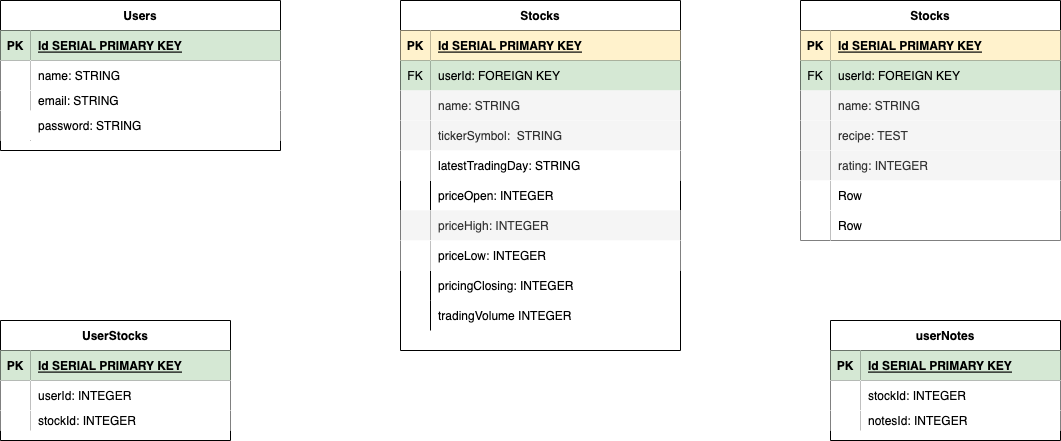 Users
PK Id SERIAL PRIMARY KEY
name: STRING
email: STRING
password: STRING
Stocks
PK Id SERIAL PRIMARY KEY
FK userId: FOREIGN KEY
name: STRING
tickerSymbol:  STRING
latestTradingDay: STRING
priceOpen: INTEGER
priceHigh: INTEGER
priceLow: INTEGER
pricingClosing: INTEGER
tradingVolume INTEGER
Stocks
PK Id SERIAL PRIMARY KEY
FK userId: FOREIGN KEY
name: STRING
recipe: TEST
rating: INTEGER
Row
Row
UserStocks
PK Id SERIAL PRIMARY KEY
userId: INTEGER
stockId: INTEGER
userNotes
PK Id SERIAL PRIMARY KEY
stockId: INTEGER
notesId: INTEGER